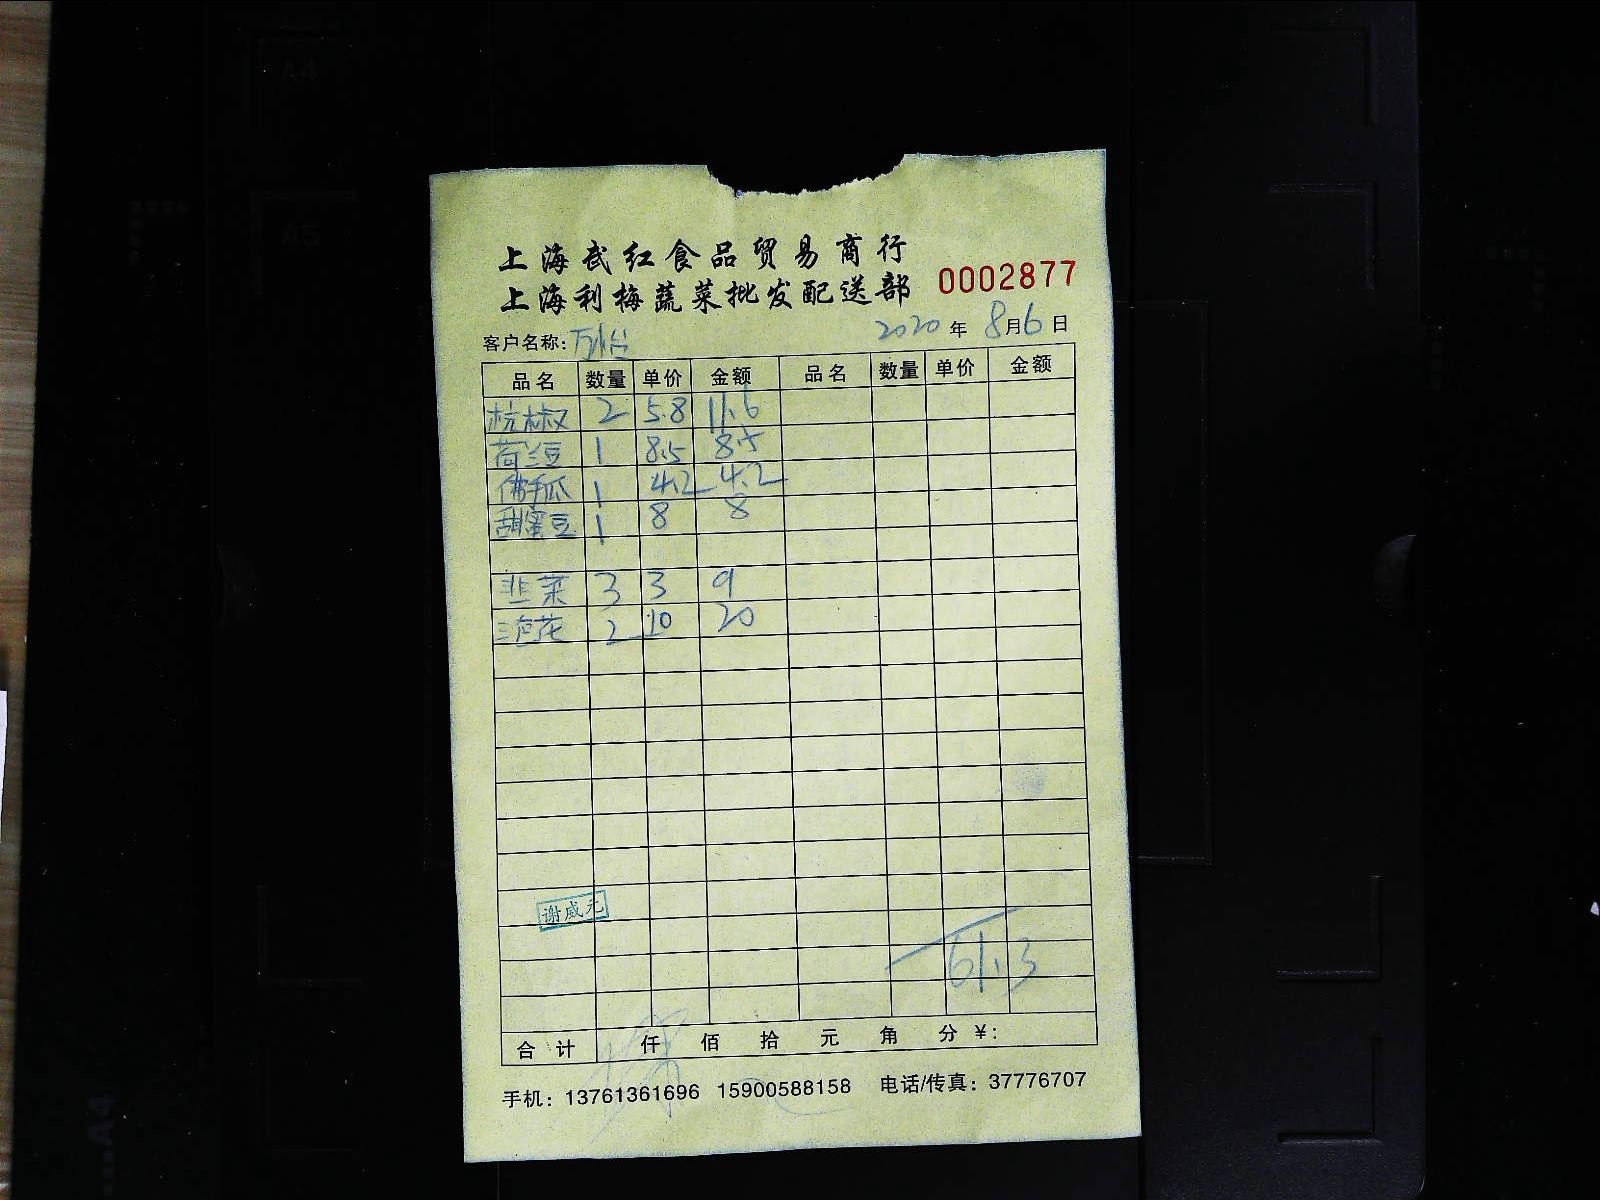 上海武红食品贸易商行
上海利梅蔬菜批发配送部 0002877
客户名称: 万怡 2020年8月6日
品名 数量 单价 金额 品名 数量 单价 金额
杭椒 2 5.8 11.6
荷兰豆 1 8.5 8.5
佛手瓜 1 4.2 4.2
甜蜜豆 1 8 8
韭菜 3 3 9
花 2 10 20
谢威元
61.3
合计 仟 佰 拾 元 角 分 ¥:
手机: 13761361696 15900588158 电话/传真: 37776707